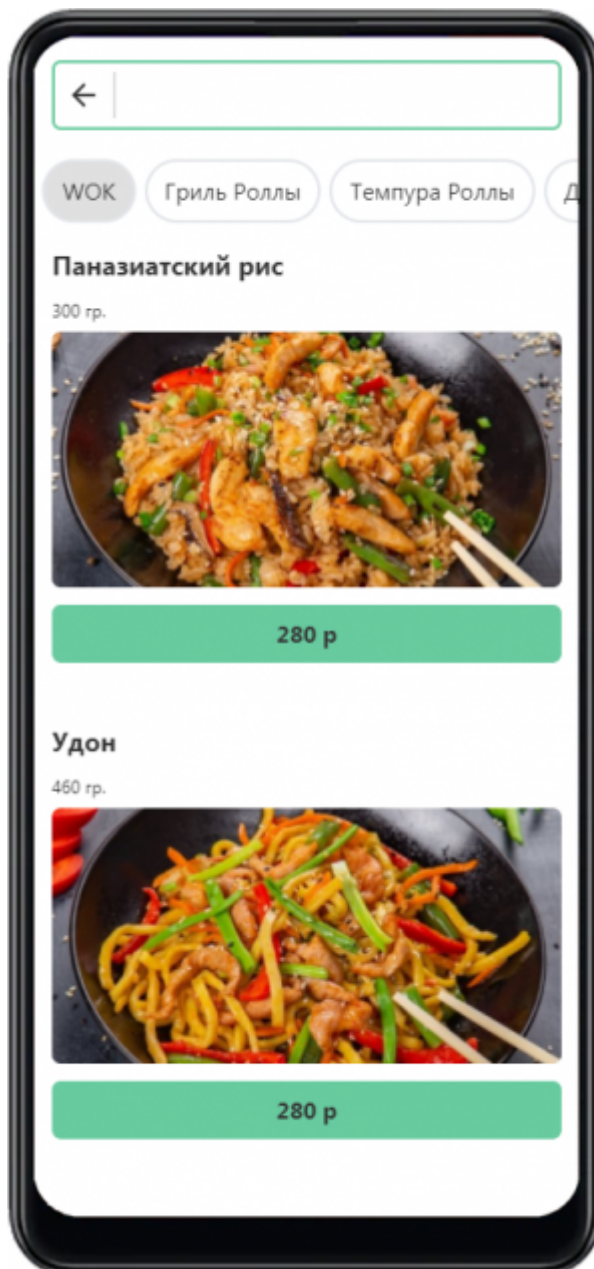 WOK Гриль Роллы Темпура Роллы Д
Паназиатский рис
300 гр.
280 р
Удон
460 гр.
280 р